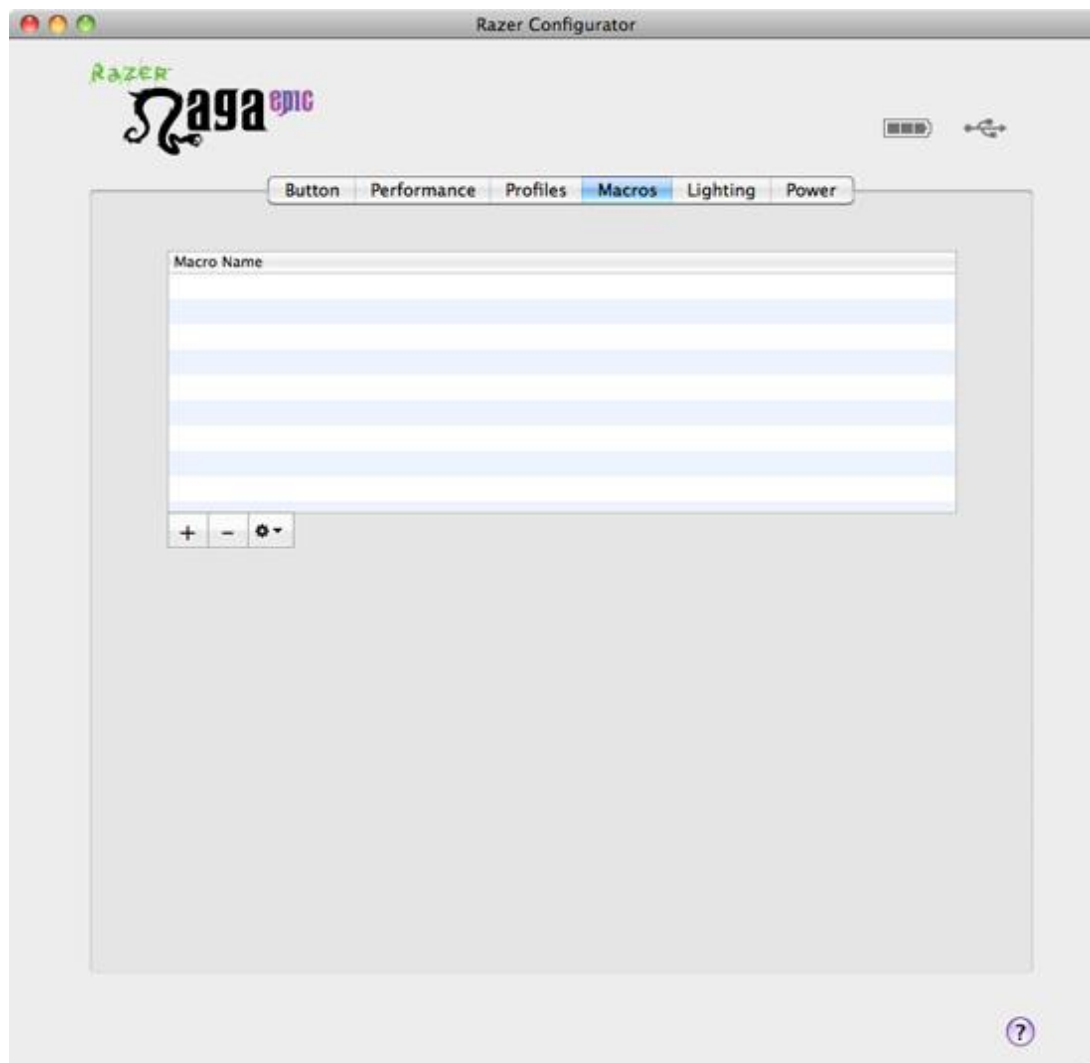 Razer Configurator
RAZER
Naga epic
Button Performance Profiles Macros Lighting Power
Macro Name
+ -
?